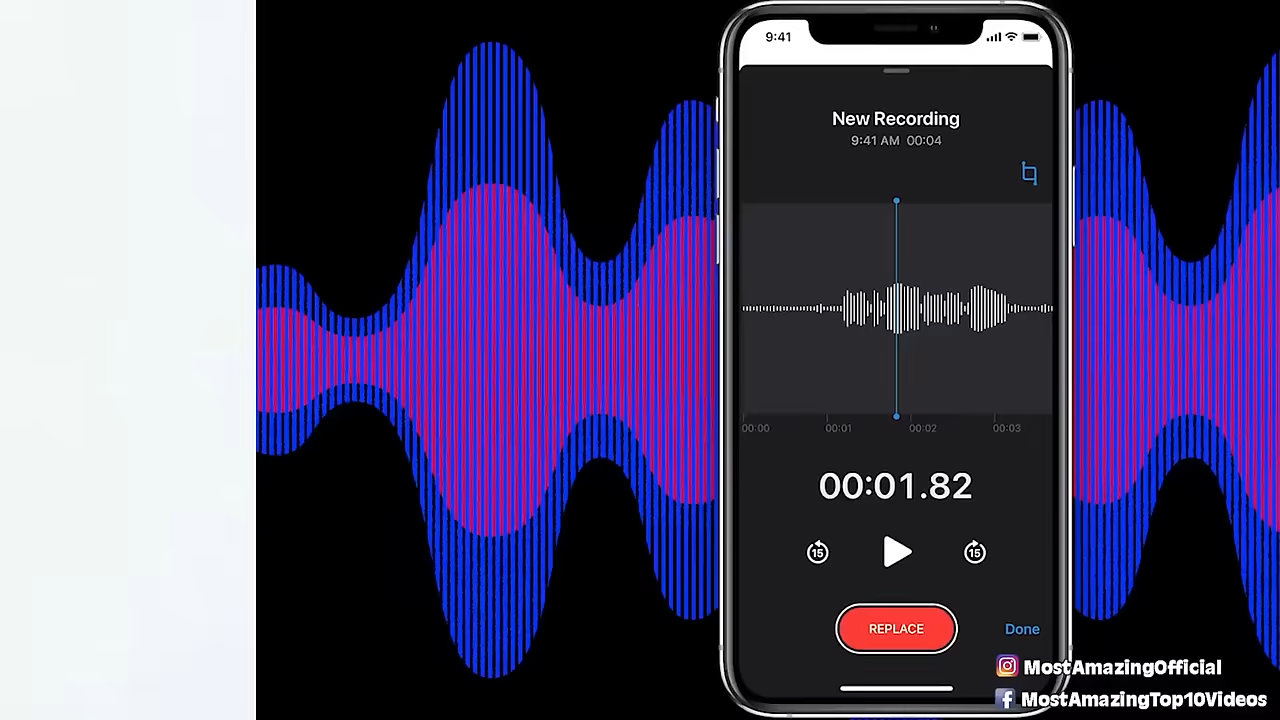 9:41
New Recording
9:41 AM 00:04
00:00 00:01 00:02 00:03
00:01.82
15 15
REPLACE
Done
MostAmazingOfficial
MostAmazingTop10Videos